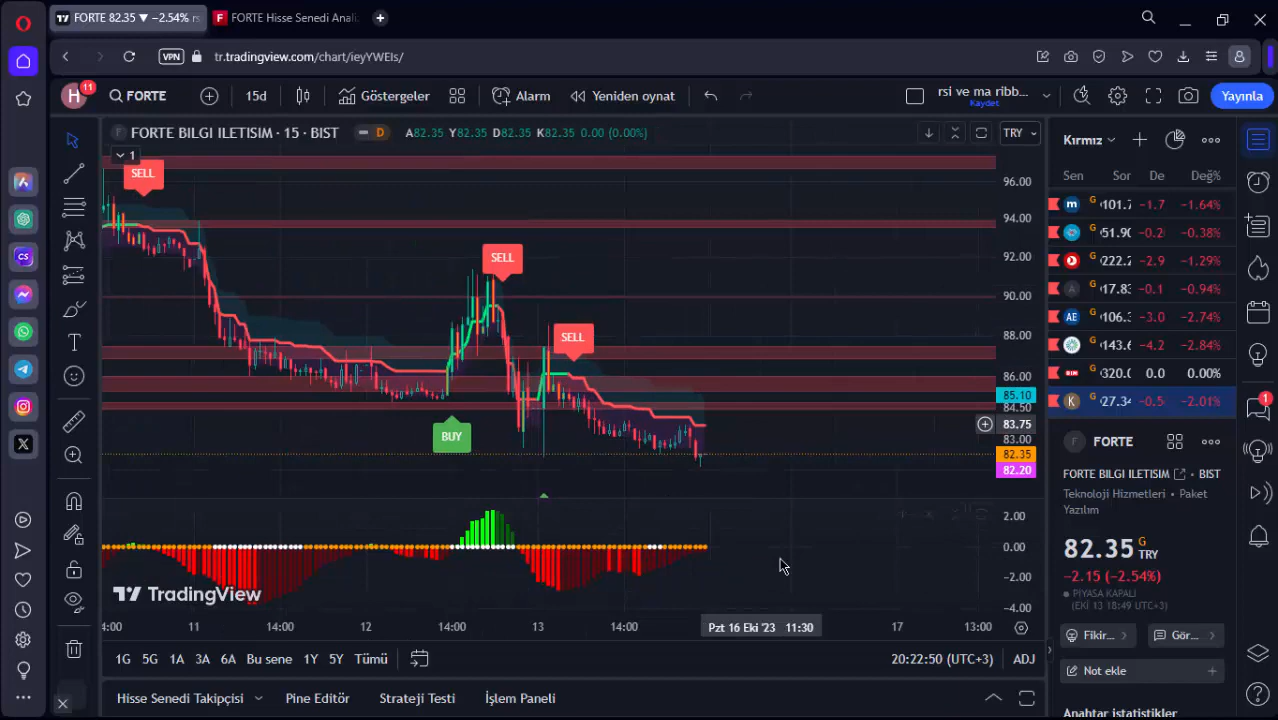 FORTE 82.35 ▼ −2.54% rs
FORTE Hisse Senedi Anali
VPN
tr.tradingview.com/chart/ieyYWEIs/
H
11
FORTE
15d
Göstergeler
Alarm
Yeniden oynat
rsi ve ma ribb...
Kaydet
Yayınla
FORTE BILGI ILETISIM · 15 · BIST
D
A82.35 Y82.35 D82.35 K82.35 0.00 (0.00%)
TRY
1
SELL
SELL
SELL
BUY
96.00
94.00
92.00
90.00
88.00
86.00
85.10
84.50
83.75
83.00
82.35
82.20
2.00
0.00
−2.00
−4.00
TradingView
4:00
11
14:00
12
14:00
13
14:00
Pzt 16 Eki '23 11:30
17
13:00
1G
5G
1A
3A
6A
Bu sene
1Y
5Y
Tümü
20:22:50 (UTC+3)
ADJ
Hisse Senedi Takipçisi
Pine Editör
Strateji Testi
İşlem Paneli
Kırmız
Sen
Sor
De
Değ%
G 101.7 −1.7 −1.64%
G 51.90 −0.2 −0.38%
G 222.2 −2.9 −1.29%
G 17.83 −0.1 −0.94%
AE G 106.3 −3.0 −2.74%
G 143.6 −4.2 −2.84%
G 320.0 0.0 0.00%
K G 27.34 −0.5 −2.01%
1
F
FORTE
FORTE BILGI ILETISIM
BIST
Teknoloji Hizmetleri • Paket
Yazılım
82.35 G TRY
−2.15 (−2.54%)
PIYASA KAPALI
(EKİ 13 18:49 UTC+3)
Fikir...
Gör...
Not ekle
Anahtar istatistikler